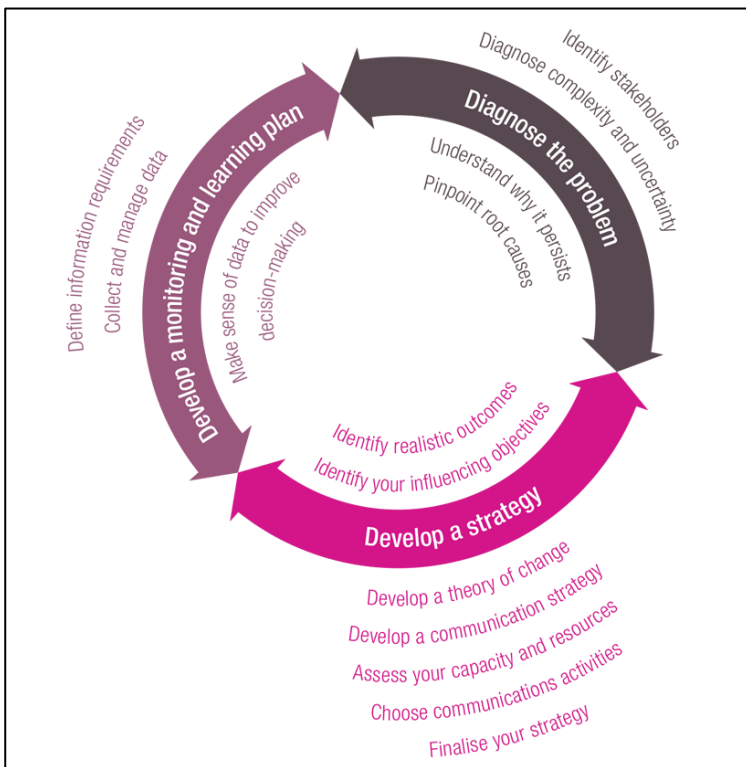 Identify stakeholders
Diagnose complexity and uncertainty
Diagnose the problem
Understand why it persists
Pinpoint root causes
Identify realistic outcomes
Identify your influencing objectives
Develop a strategy
Develop a theory of change
Develop a communication strategy
Assess your capacity and resources
Choose communications activities
Finalise your strategy
Define information requirements
Collect and manage data
Develop a monitoring and learning plan
Make sense of data to improve
decision-making